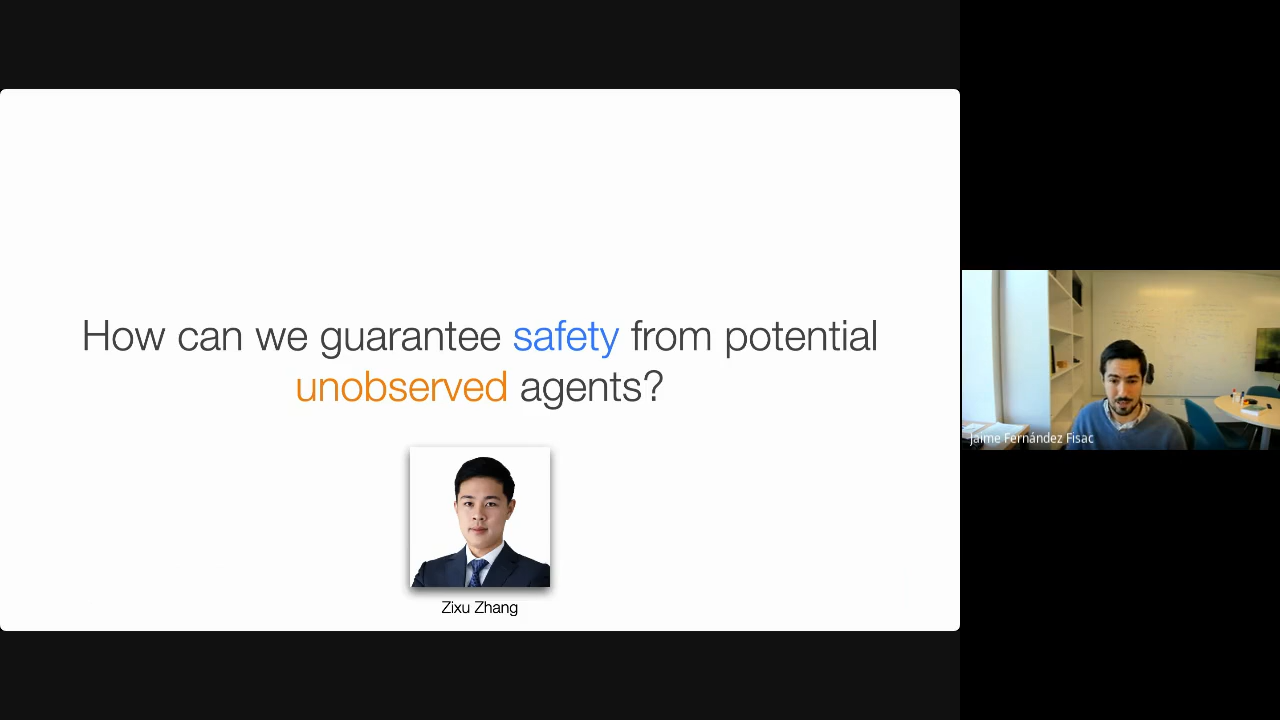 How can we guarantee safety from potential
unobserved agents?
Zixu Zhang
Jaime Fernández Fisac